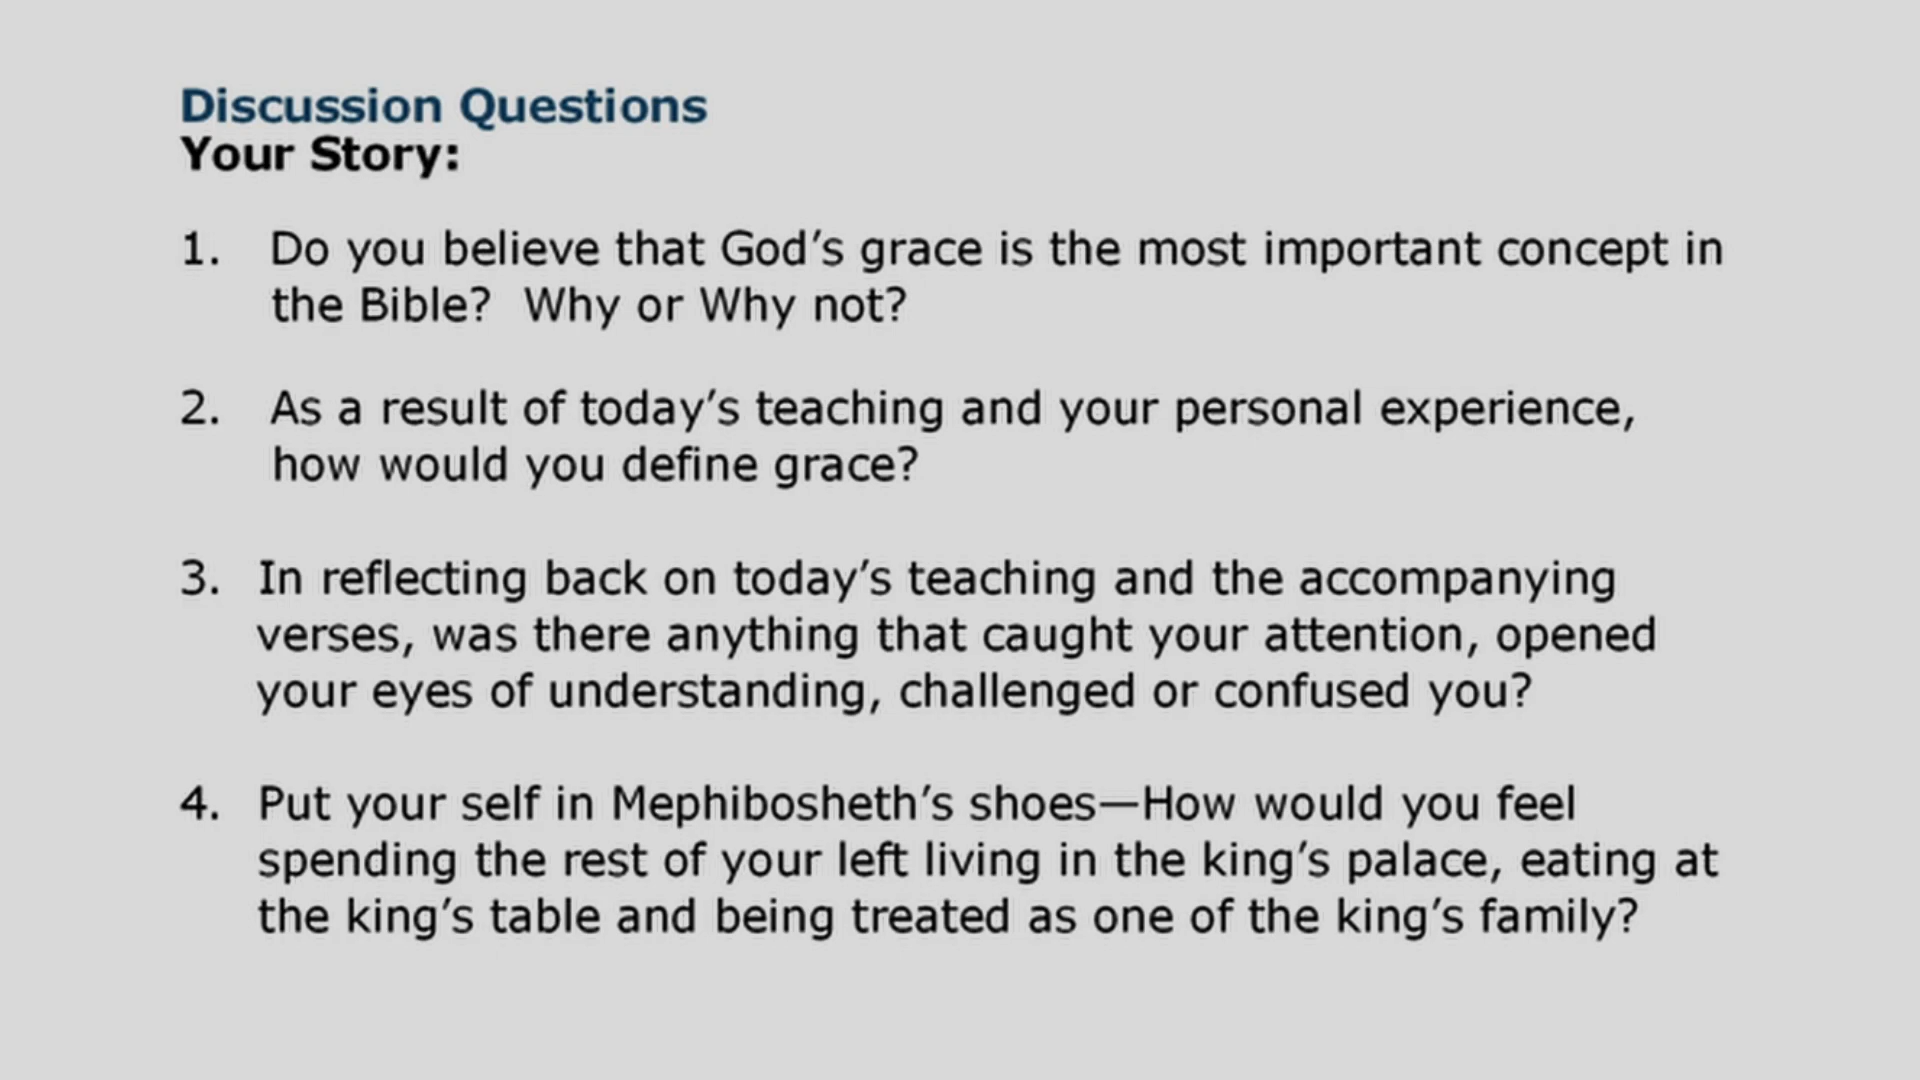 Discussion Questions
Your Story:
1. Do you believe that God’s grace is the most important concept in
the Bible?  Why or Why not?
2. As a result of today’s teaching and your personal experience,
how would you define grace?
3. In reflecting back on today’s teaching and the accompanying
verses, was there anything that caught your attention, opened
your eyes of understanding, challenged or confused you?
4. Put your self in Mephibosheth’s shoes—How would you feel
spending the rest of your left living in the king’s palace, eating at
the king’s table and being treated as one of the king’s family?